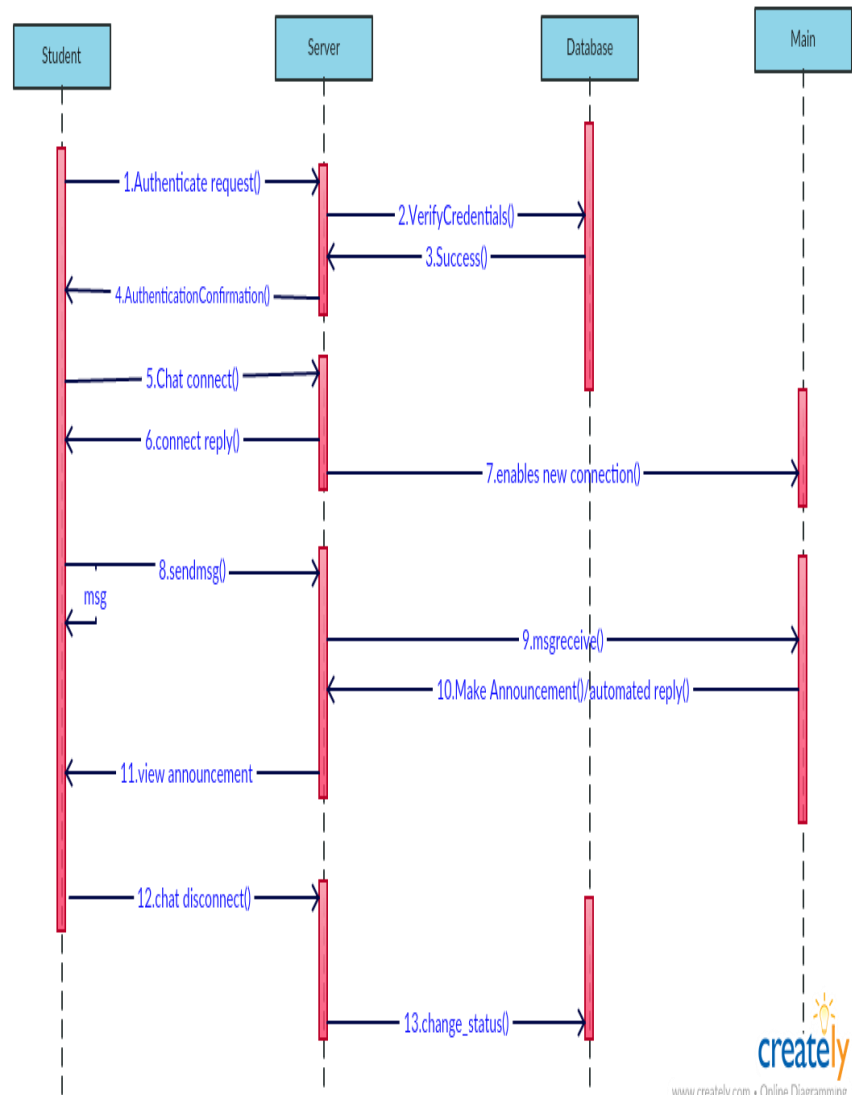 Student
Server
Database
Main
1.Authenticate request()
2.VerifyCredentials()
3.Success()
4.AuthenticationConfirmation()
5.Chat connect()
6.connect reply()
7.enables new connection()
8.sendmsg()
msg
9.msgreceive()
10.Make Announcement()/automated reply()
11.view announcement
12.chat disconnect()
13.change_status()
creately
www.creately.com • Online Diagramming